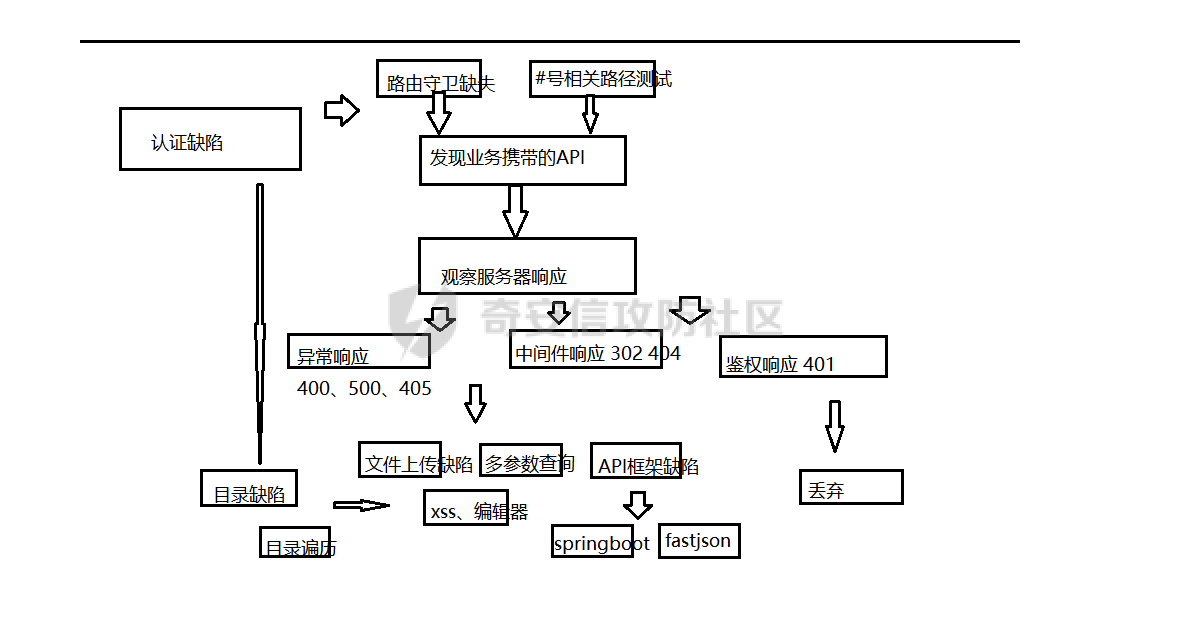 路由守卫缺失
#号相关路径测试
认证缺陷
发现业务携带的API
观察服务器响应
奇安信攻防社区
异常响应
400、500、405
中间件响应 302 404
鉴权响应 401
文件上传缺陷
多参数查询
API框架缺陷
目录缺陷
xss、编辑器
丢弃
目录遍历
springboot
fastjson